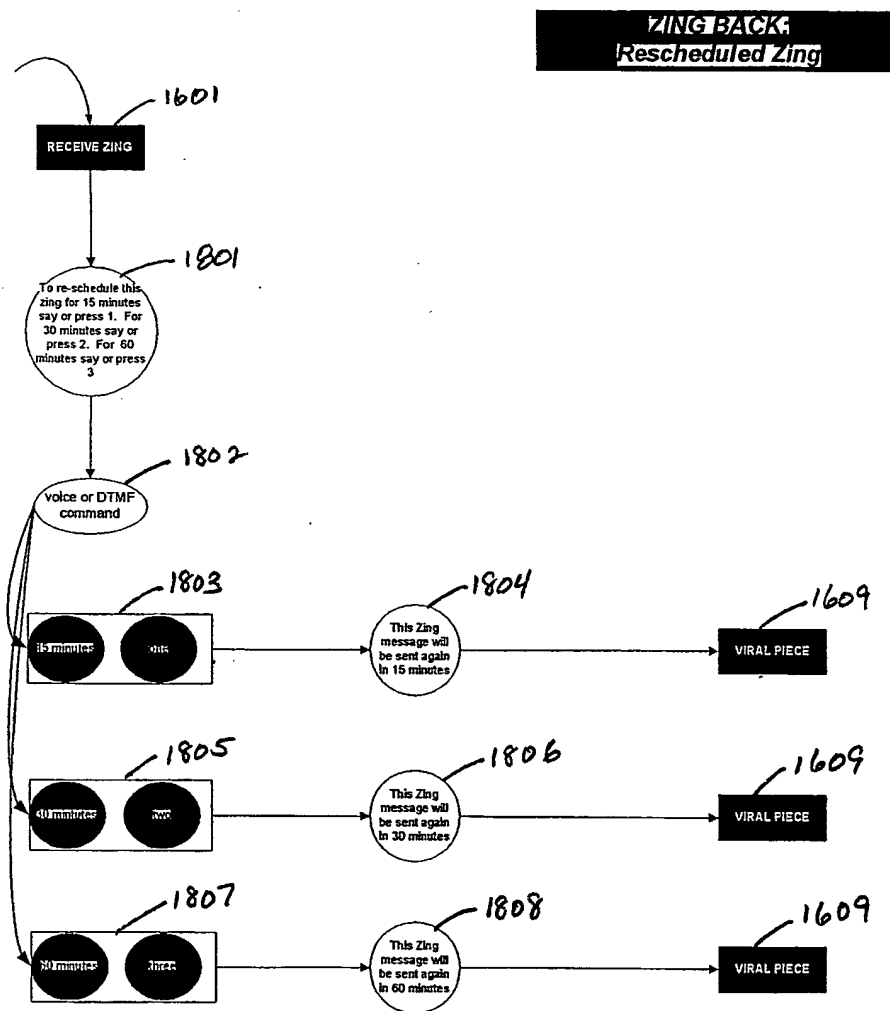 ZING BACK:
Rescheduled Zing
1601
RECEIVE ZING
1801
To re-schedule this
zing for 15 minutes
say or press 1. For
30 minutes say or
press 2. For 60
minutes say or press
3
1802
voice or DTMF
command
1803
15 minutes
one
1804
This Zing
message will
be sent again
in 15 minutes
1609
VIRAL PIECE
1805
30 minutes
two
1806
This Zing
message will
be sent again
in 30 minutes
1609
VIRAL PIECE
1807
60 minutes
three
1808
This Zing
message will
be sent again
in 60 minutes
1609
VIRAL PIECE